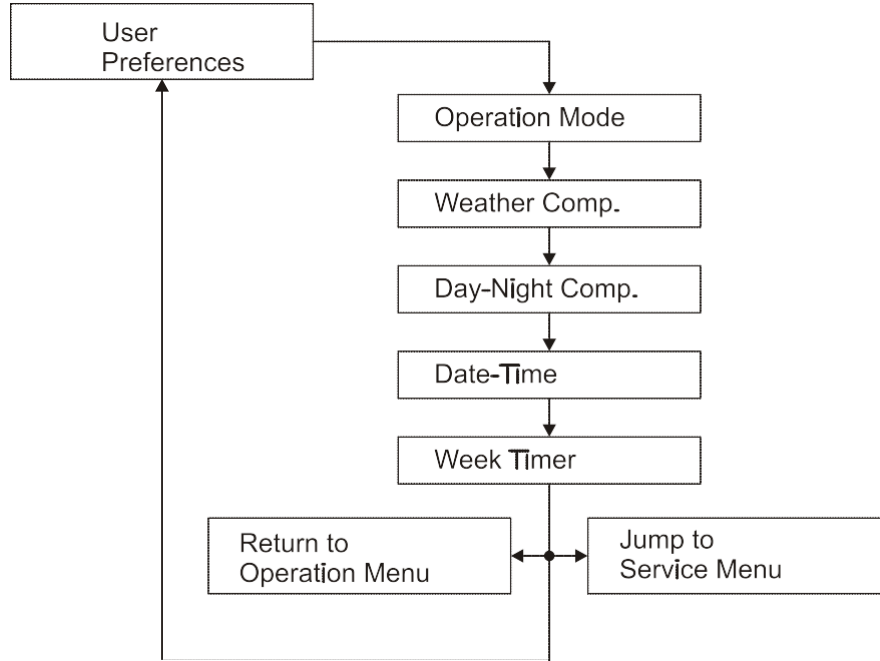 User
Preferences
Operation Mode
Weather Comp.
Day-Night Comp.
Date-Time
Week Timer
Return to
Operation Menu
Jump to
Service Menu